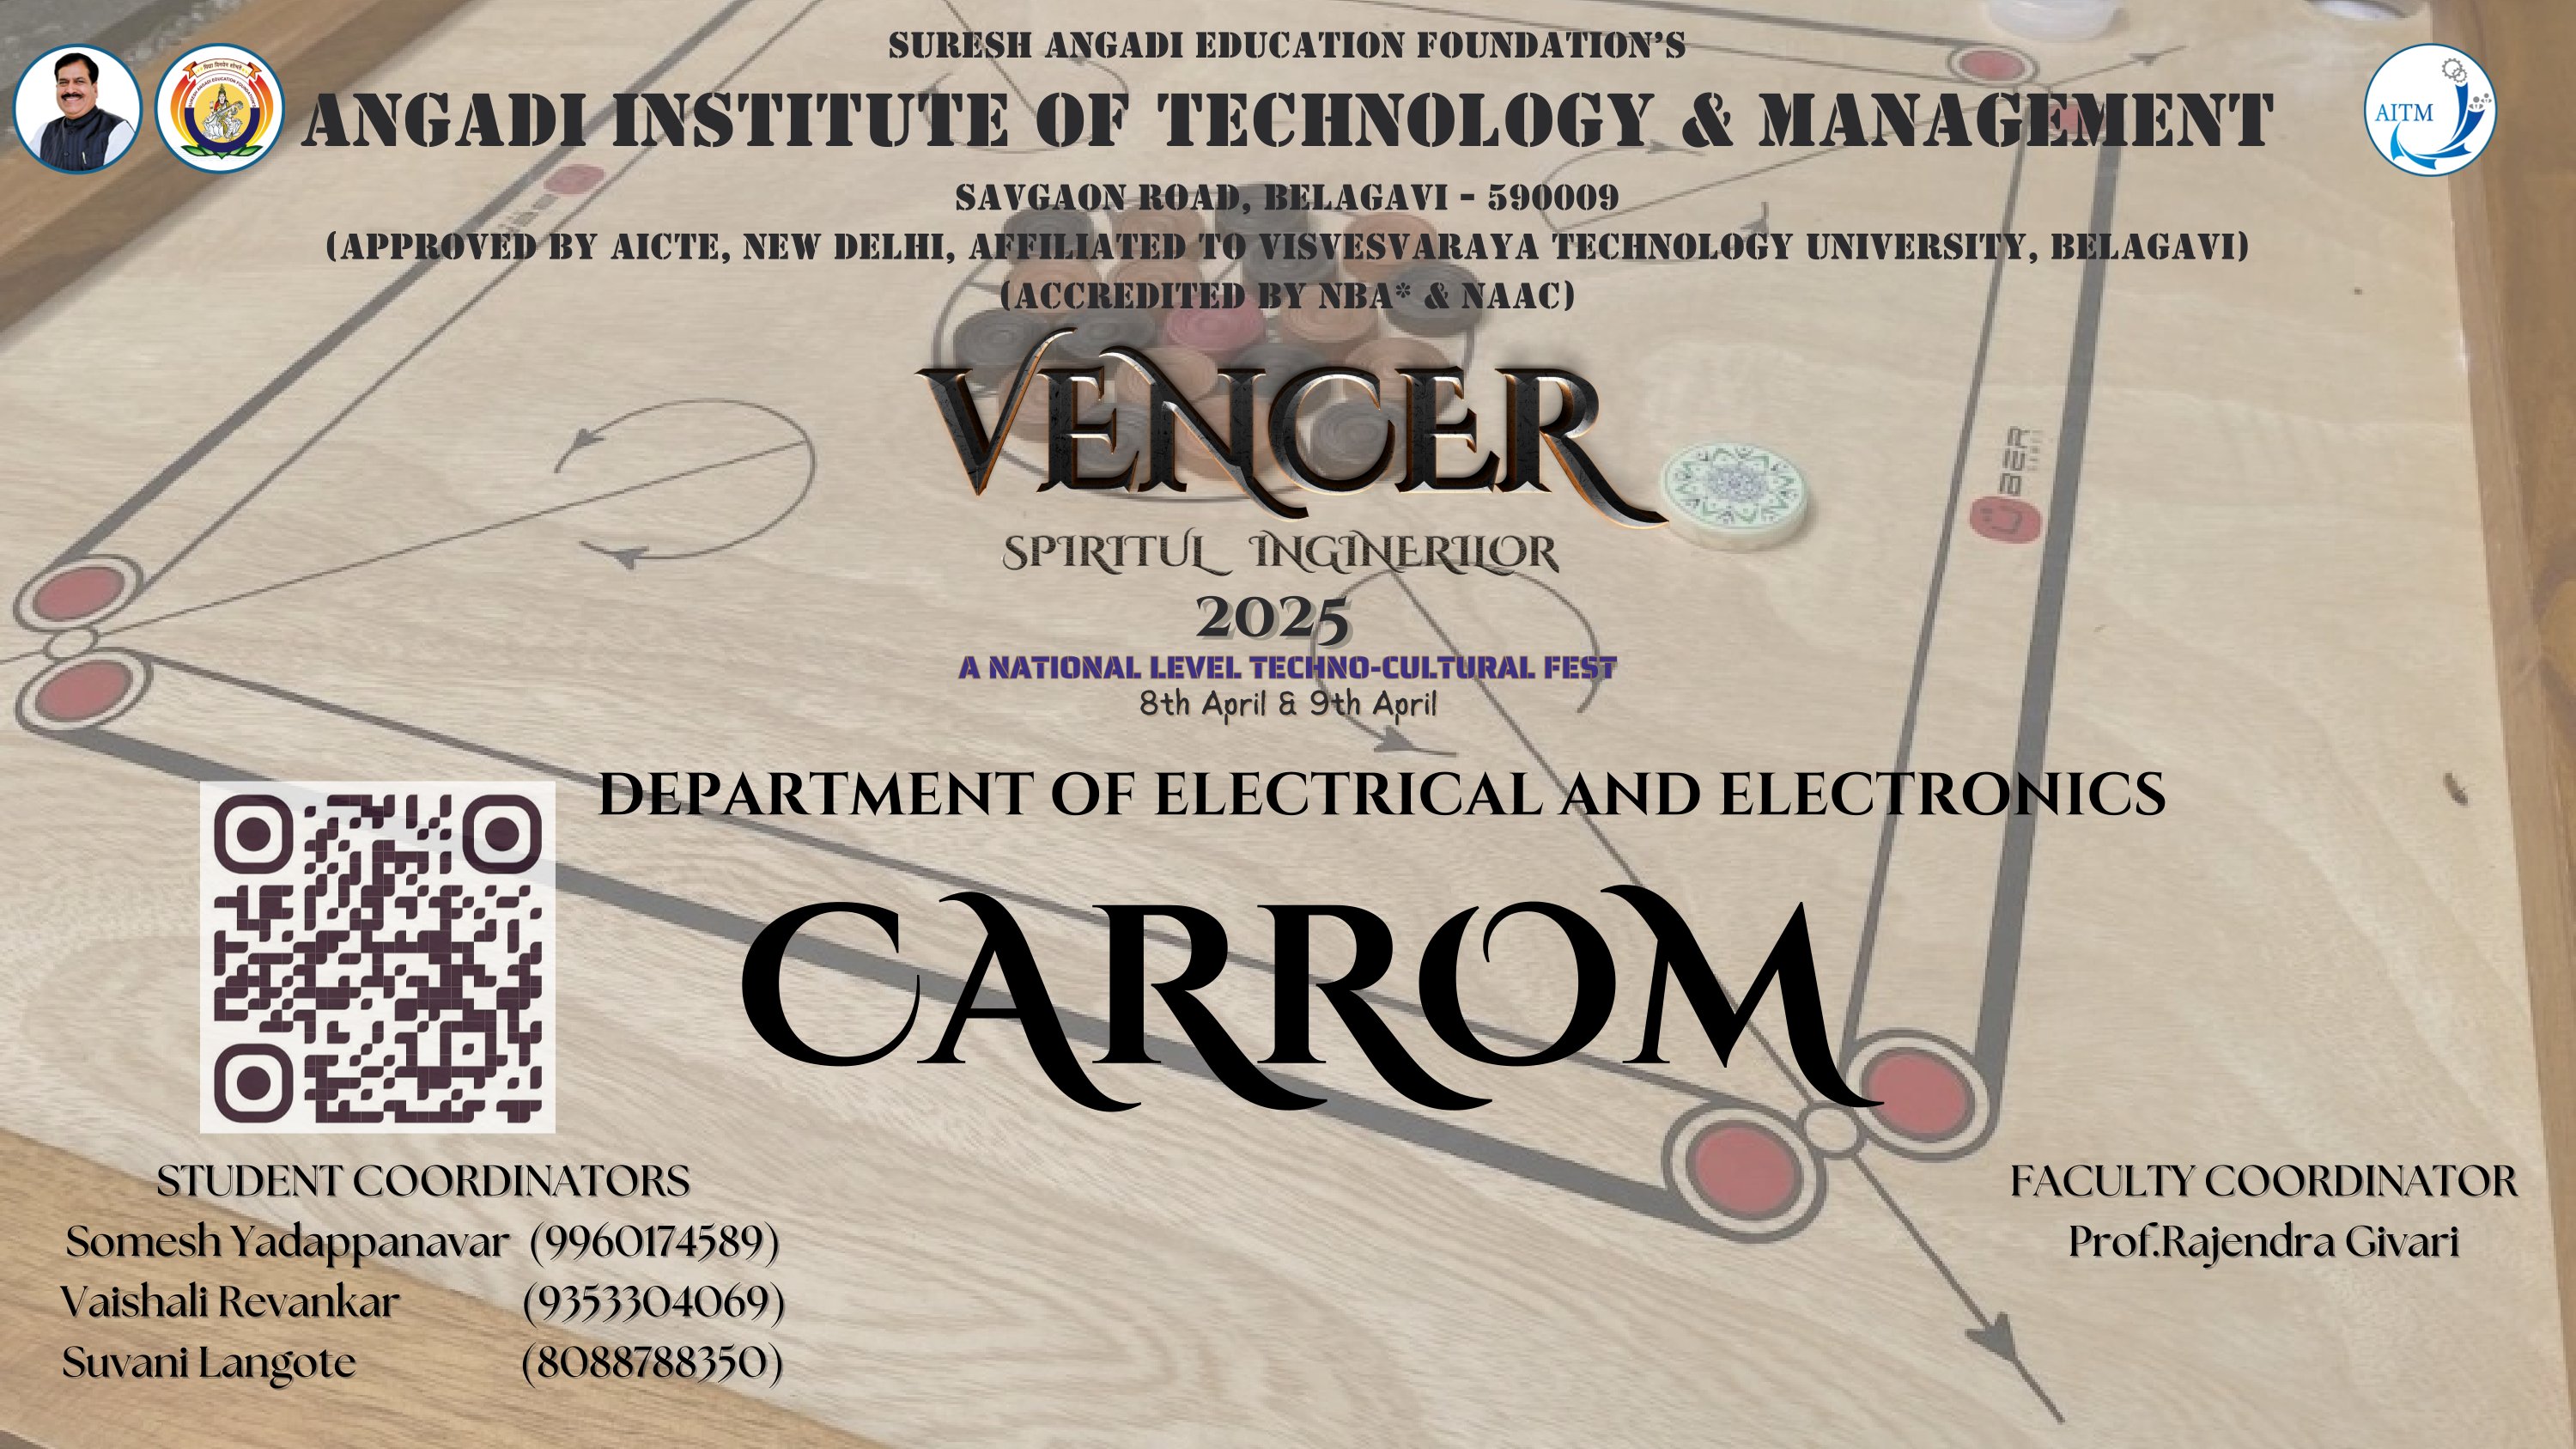 SURESH ANGADI EDUCATION FOUNDATION'S
ANGADI INSTITUTE OF TECHNOLOGY & MANAGEMENT
AITM
SAVGAON ROAD, BELAGAVI - 590009
(APPROVED BY AICTE, NEW DELHI, AFFILIATED TO VISVESVARAYA TECHNOLOGY UNIVERSITY, BELAGAVI)
(ACCREDITED BY NBA* & NAAC)
VENCER
SPIRITUL INGINERILOR
2025
A NATIONAL LEVEL TECHNO-CULTURAL FEST
8th April & 9th April
DEPARTMENT OF ELECTRICAL AND ELECTRONICS
CARROM
STUDENT COORDINATORS
Somesh Yadappanavar (9960174589)
Vaishali Revankar (9353304069)
Suvani Langote (8088788350)
FACULTY COORDINATOR
Prof.Rajendra Givari